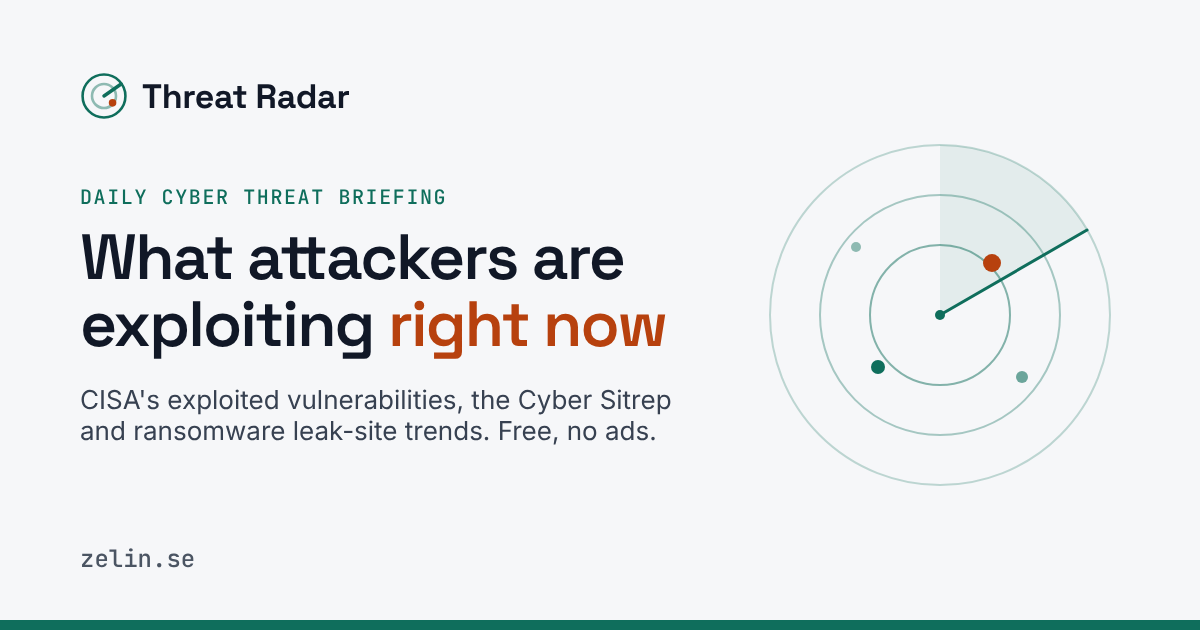 Threat Radar
DAILY CYBER THREAT BRIEFING
What attackers are
exploiting right now
CISA's exploited vulnerabilities, the Cyber Sitrep
and ransomware leak-site trends. Free, no ads.
zelin.se